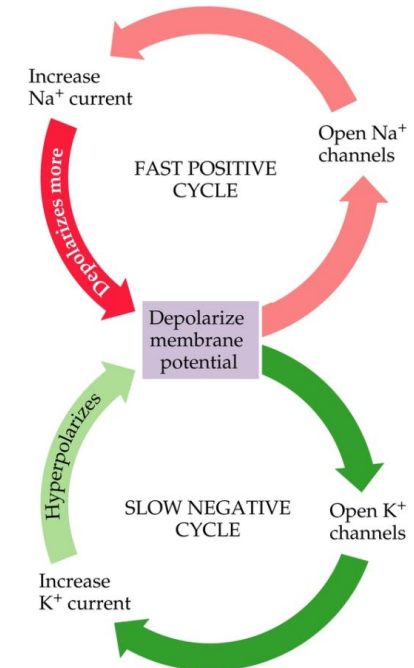 Increase
Na⁺ current
Open Na⁺
channels
FAST POSITIVE
CYCLE
Depolarizes more
Depolarize
membrane
potential
Hyperpolarizes
SLOW NEGATIVE
CYCLE
Open K⁺
channels
Increase
K⁺ current